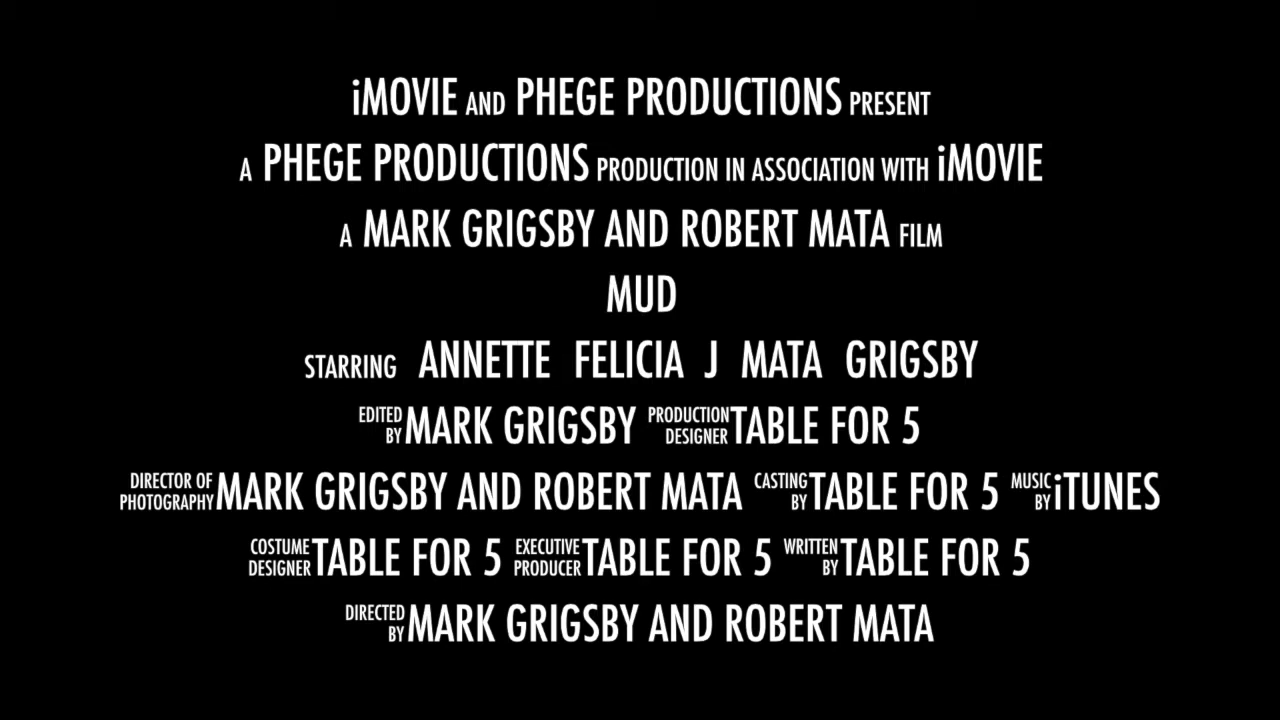 iMOVIE AND PHEGE PRODUCTIONS PRESENT
A PHEGE PRODUCTIONS PRODUCTION IN ASSOCIATION WITH iMOVIE
A MARK GRIGSBY AND ROBERT MATA FILM
MUD
STARRING ANNETTE FELICIA J MATA GRIGSBY
EDITED BY MARK GRIGSBY PRODUCTION DESIGNER TABLE FOR 5
DIRECTOR OF PHOTOGRAPHY MARK GRIGSBY AND ROBERT MATA CASTING BY TABLE FOR 5 MUSIC BY iTUNES
COSTUME DESIGNER TABLE FOR 5 EXECUTIVE PRODUCER TABLE FOR 5 WRITTEN BY TABLE FOR 5
DIRECTED BY MARK GRIGSBY AND ROBERT MATA